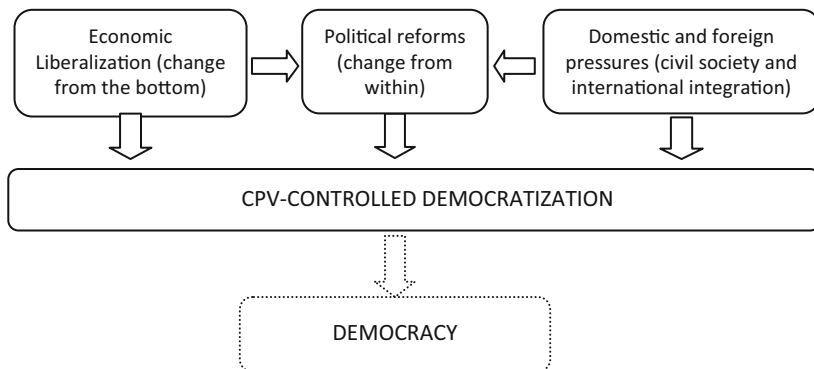 Economic
Liberalization (change
from the bottom)
Political reforms
(change from
within)
Domestic and foreign
pressures (civil society and
international integration)
CPV-CONTROLLED DEMOCRATIZATION
DEMOCRACY